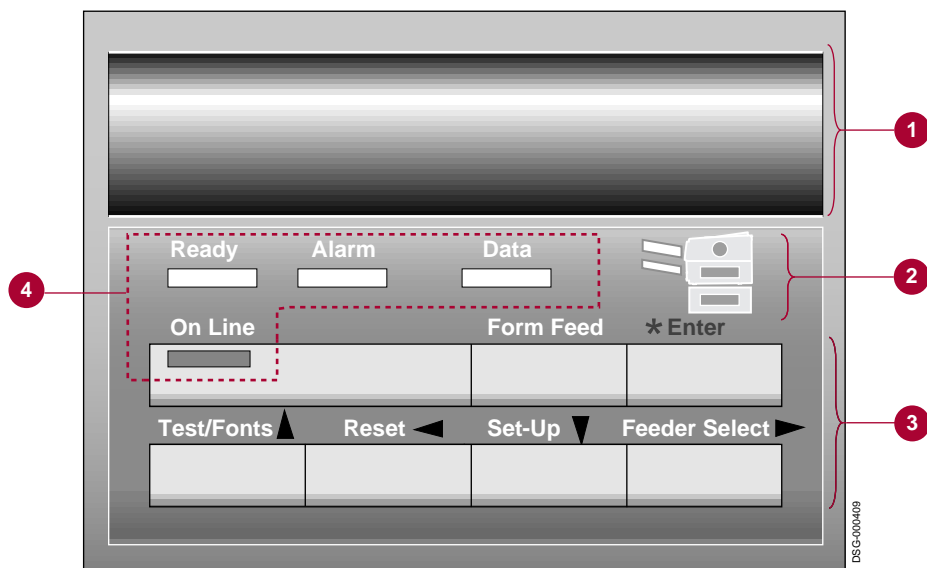 1
Ready Alarm Data
2
4
On Line Form Feed * Enter
Test/Fonts Reset Set-Up Feeder Select
3
DSG-000409